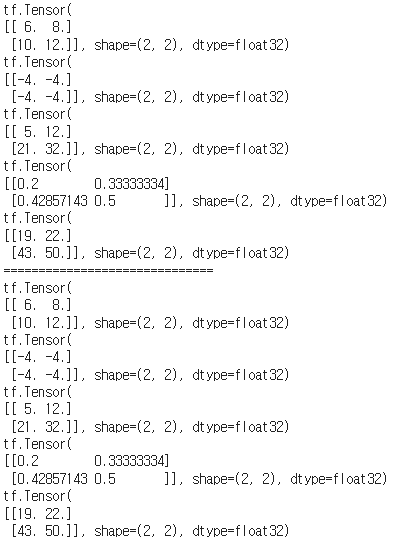 tf.Tensor(
[[ 6.  8.]
 [10. 12.]], shape=(2, 2), dtype=float32)
tf.Tensor(
[[-4. -4.]
 [-4. -4.]], shape=(2, 2), dtype=float32)
tf.Tensor(
[[ 5. 12.]
 [21. 32.]], shape=(2, 2), dtype=float32)
tf.Tensor(
[[0.2        0.33333334]
 [0.42857143 0.5       ]], shape=(2, 2), dtype=float32)
tf.Tensor(
[[19. 22.]
 [43. 50.]], shape=(2, 2), dtype=float32)
==============================
tf.Tensor(
[[ 6.  8.]
 [10. 12.]], shape=(2, 2), dtype=float32)
tf.Tensor(
[[-4. -4.]
 [-4. -4.]], shape=(2, 2), dtype=float32)
tf.Tensor(
[[ 5. 12.]
 [21. 32.]], shape=(2, 2), dtype=float32)
tf.Tensor(
[[0.2        0.33333334]
 [0.42857143 0.5       ]], shape=(2, 2), dtype=float32)
tf.Tensor(
[[19. 22.]
 [43. 50.]], shape=(2, 2), dtype=float32)